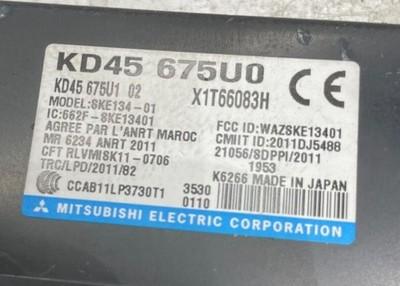 KD45 675U0
KD45 675U1 02 X1T66083H
MODEL:SKE134-01
IC:662F-SKE13401 FCC ID:WAZSKE13401
AGREE PAR L'ANRT MAROC CMIIT ID:2011DJ5488
MR 6234 ANRT 2011 21056/SDPPI/2011
CFT RLVMISK11-0706 1953
TRC/LPD/2011/82 K6266 MADE IN JAPAN
CCC CCAB11LP3730T1 3530
0110
CE
MITSUBISHI ELECTRIC CORPORATION